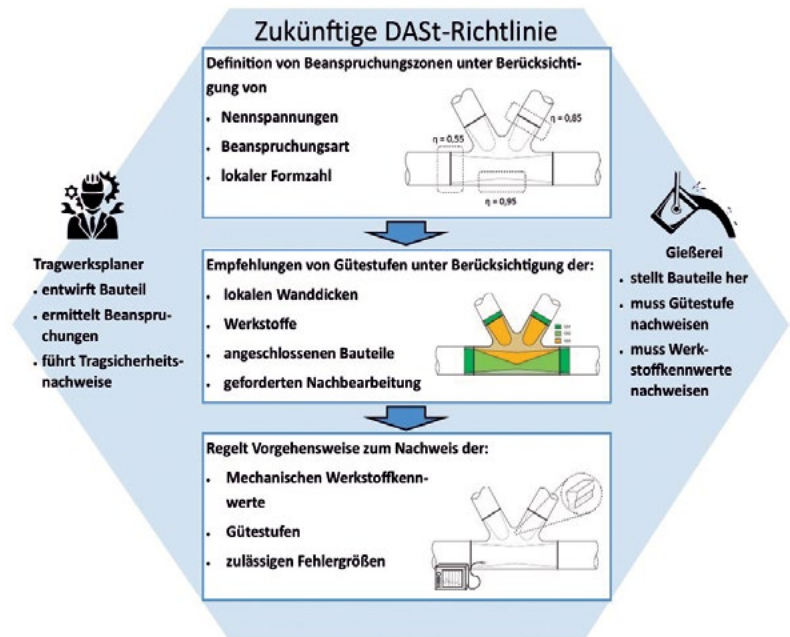 Zukünftige DASt-Richtlinie
Definition von Beanspruchungszonen unter Berücksichti-
gung von
• Nennspannungen
• Beanspruchungsart
• lokaler Formzahl
η = 0,55
η = 0,85
η = 0,95
Tragwerksplaner
• entwirft Bauteil
• ermittelt Beanspru-
chungen
• führt Tragsicherheits-
nachweise
Empfehlungen von Gütestufen unter Berücksichtigung der:
• lokalen Wanddicken
• Werkstoffe
• angeschlossenen Bauteile
• geforderten Nachbearbeitung
Gießerei
• stellt Bauteile her
• muss Gütestufe
nachweisen
• muss Werk-
stoffkennwerte
nachweisen
Regelt Vorgehensweise zum Nachweis der:
• Mechanischen Werkstoffkenn-
werte
• Gütestufen
• zulässigen Fehlergrößen